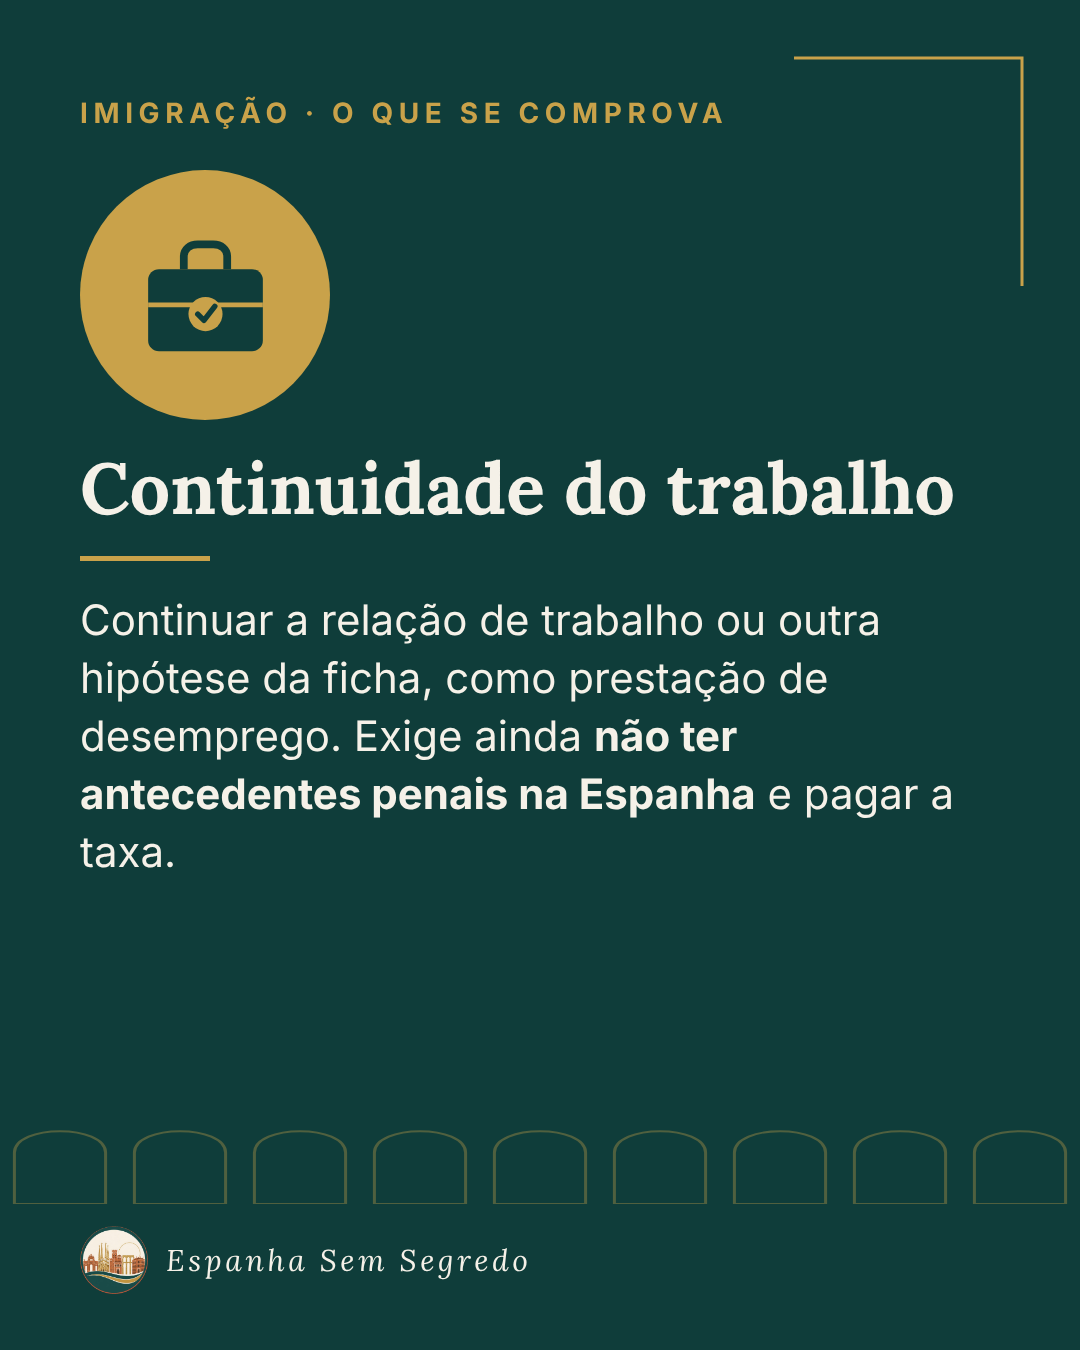 IMIGRAÇÃO · O QUE SE COMPROVA
Continuidade do trabalho
Continuar a relação de trabalho ou outra
hipótese da ficha, como prestação de
desemprego. Exige ainda não ter
antecedentes penais na Espanha e pagar a
taxa.
Espanha Sem Segredo